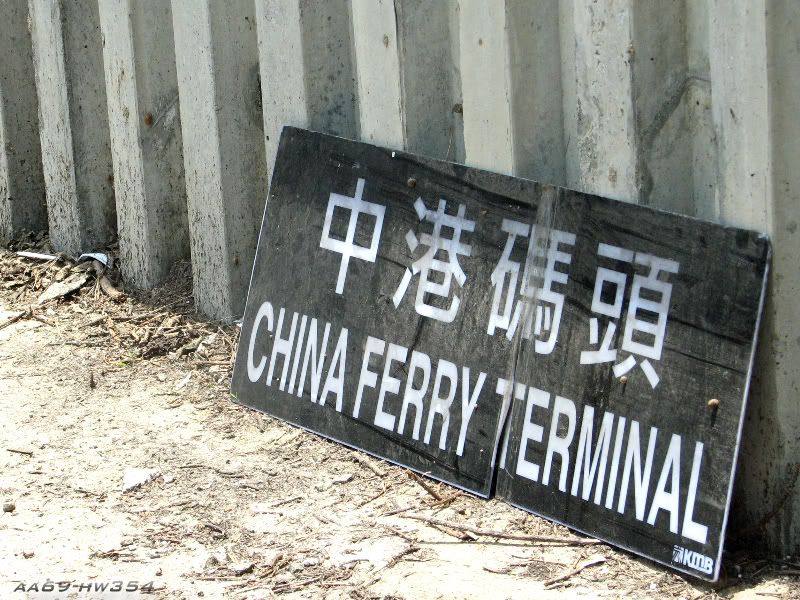 中港碼頭
CHINA FERRY TERMINAL
KMB
AA69-HW354